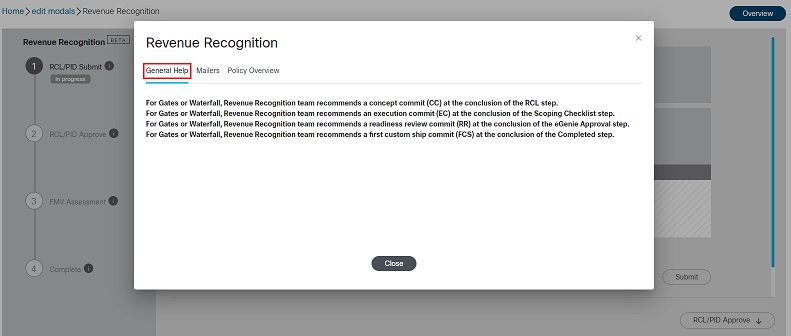 Home > edit modals > Revenue Recognition
Overview
Revenue Recognition BETA
1 RCL/PID Submit i
In progress
2 RCL/PID Approve i
3 FMV Assessment i
4 Complete i
Revenue Recognition
×
General Help Mailers Policy Overview
For Gates or Waterfall, Revenue Recognition team recommends a concept commit (CC) at the conclusion of the RCL step.
For Gates or Waterfall, Revenue Recognition team recommends an execution commit (EC) at the conclusion of the Scoping Checklist step.
For Gates or Waterfall, Revenue Recognition team recommends a readiness review commit (RR) at the conclusion of the eGenie Approval step.
For Gates or Waterfall, Revenue Recognition team recommends a first custom ship commit (FCS) at the conclusion of the Completed step.
Close
Submit
RCL/PID Approve ↓